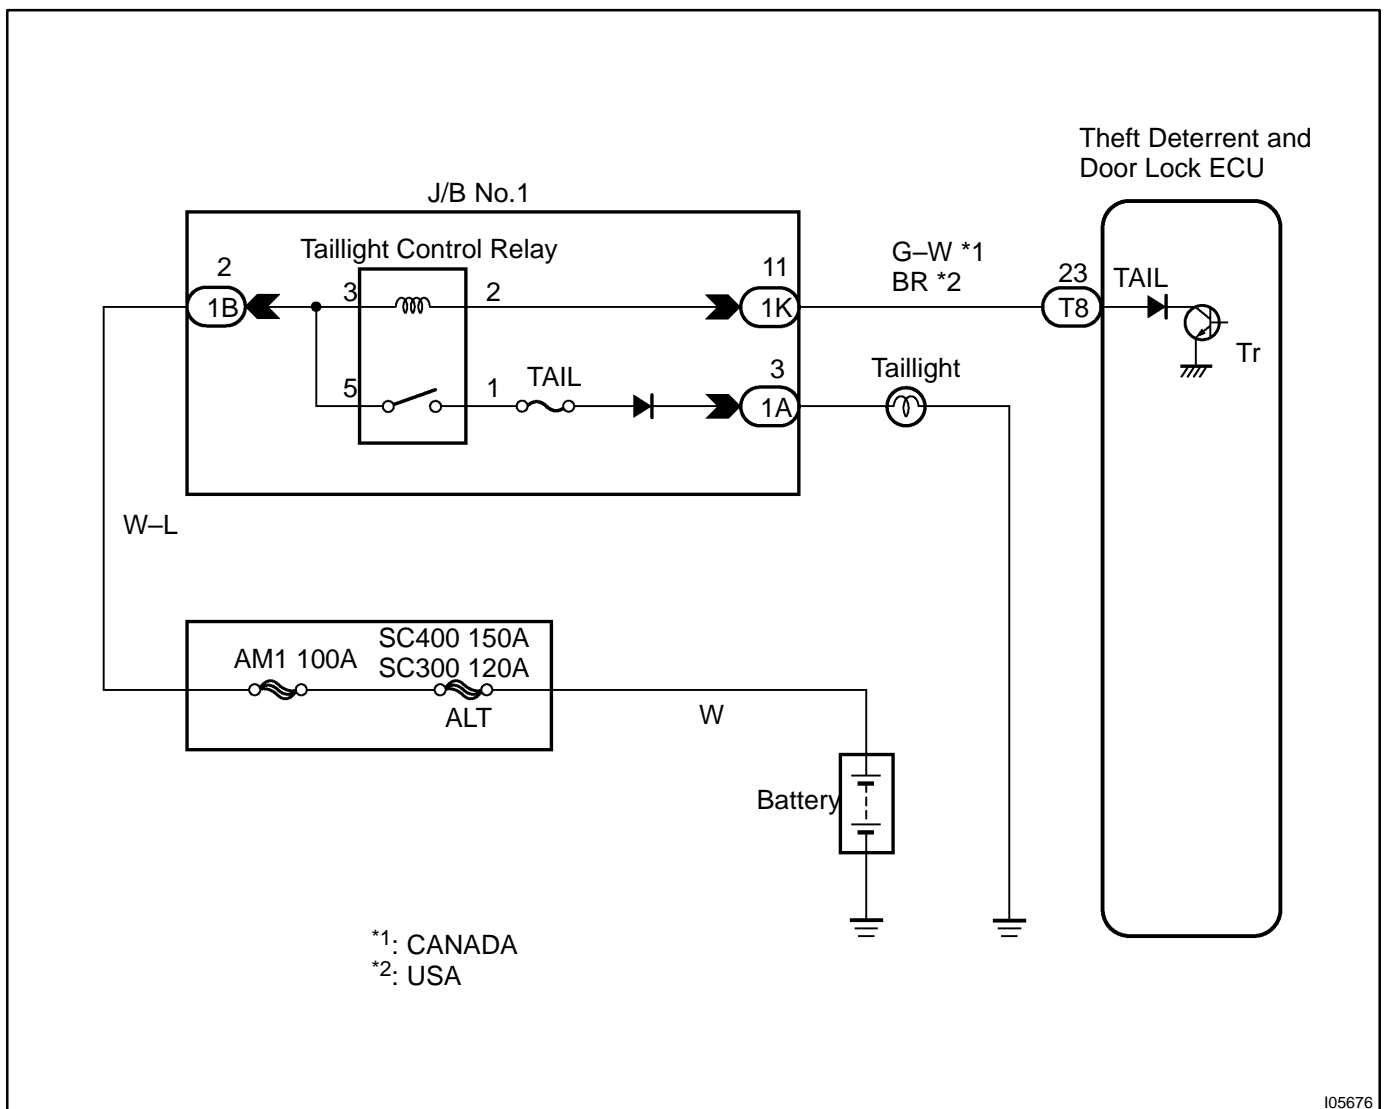 Theft Deterrent and
Door Lock ECU
J/B No.1
Taillight Control Relay
2
1B
3
2
11
1K
G–W *1
BR *2
23
T8
TAIL
Tr
5
1
TAIL
3
1A
Taillight
W–L
AM1 100A
SC400 150A
SC300 120A
ALT
W
Battery
*1: CANADA
*2: USA
I05676